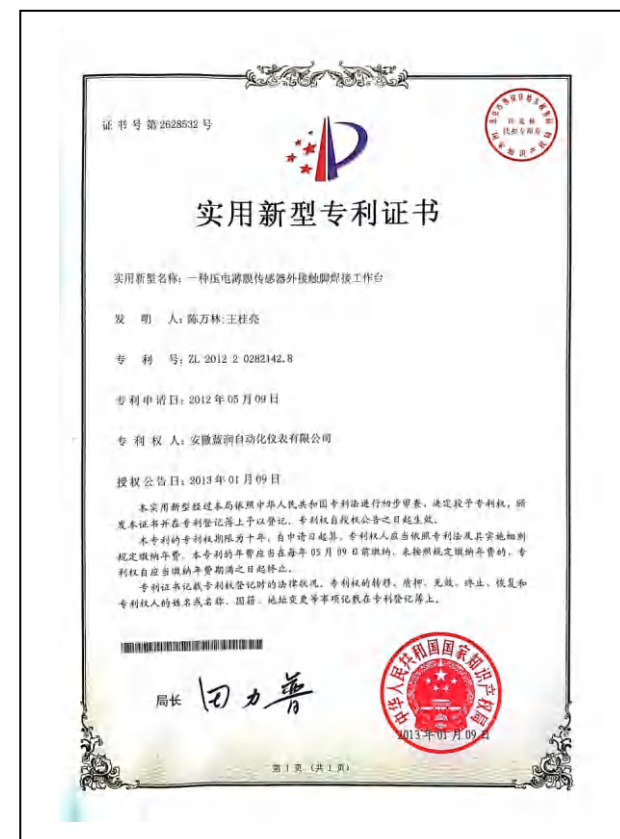 证书号第2628532号
实用新型专利证书
实用新型名称：一种压电薄膜传感器外接触脚焊接工作台
发明人：陈万林;王桂亮
专利号：ZL 2012 2 0282142.8
专利申请日：2012年05月09日
专利权人：安徽蓝润自动化仪表有限公司
授权公告日：2013年01月09日
本实用新型经过本局依照中华人民共和国专利法进行初步审查，决定授予专利权，颁
发本证书并在专利登记簿上予以登记。专利权自授权公告之日起生效。
本专利的专利权期限为十年，自申请日起算。专利权人应当依照专利法及其实施细则
规定缴纳年费。本专利的年费应当在每年05月09日前缴纳。未按照规定缴纳年费的，专
利权自应当缴纳年费期满之日起终止。
专利证书记载专利权登记时的法律状况。专利权的转移、质押、无效、终止、恢复和
专利权人的姓名或名称、国籍、地址变更等事项记载在专利登记簿上。
局长 田力普
中华人民共和国国家知识产权局
2013年01月09日
第1页（共1页）